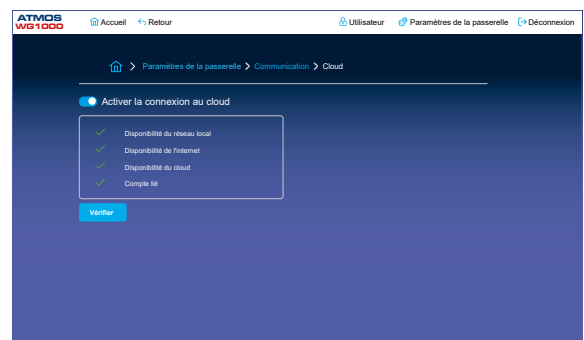 ATMOS
WG1000
Accueil Retour Utilisateur Paramètres de la passerelle Déconnexion
Paramètres de la passerelle Communication Cloud
Activer la connexion au cloud
Disponibilité du réseau local
Disponibilité de l'internet
Disponibilité du cloud
Compte lié
Vérifier